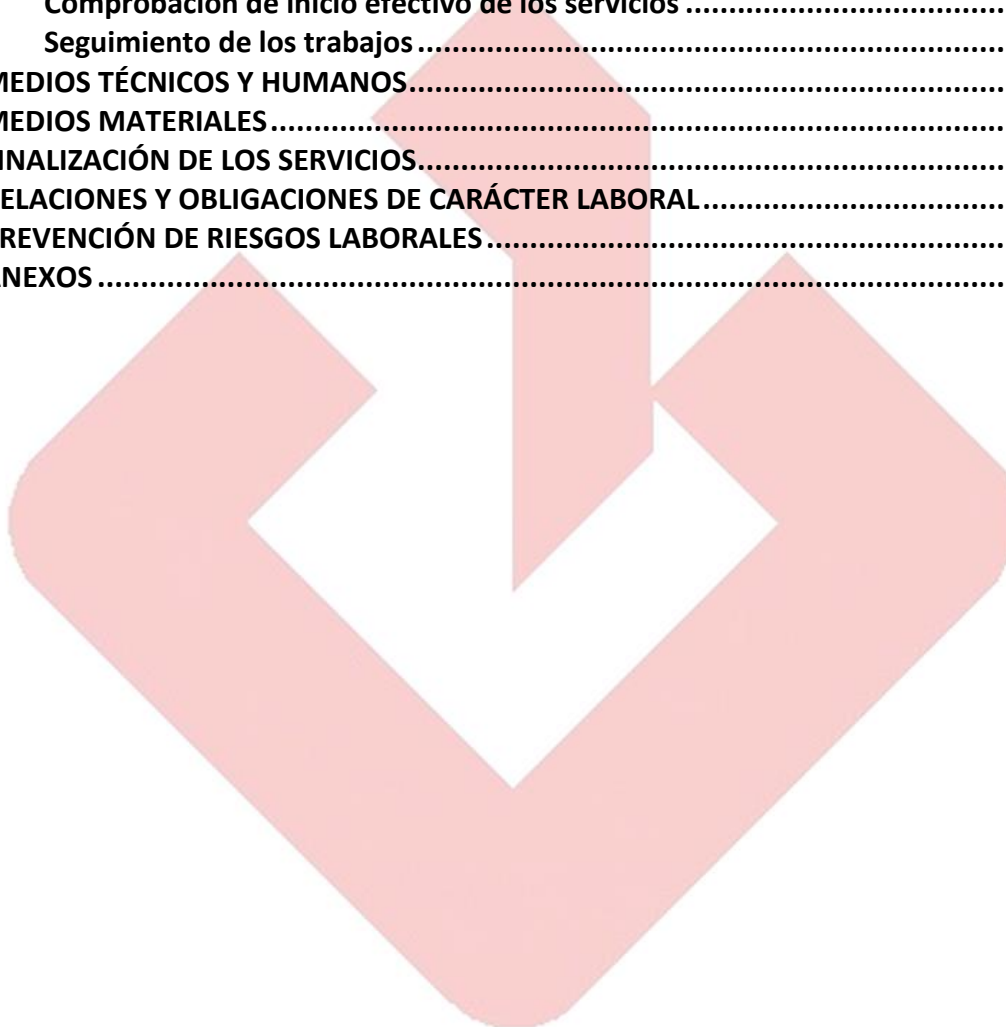 Comprobación de inicio efectivo de los servicios ....................................
Seguimiento de los trabajos ....................................................................
MEDIOS TÉCNICOS Y HUMANOS.....................................................................
MEDIOS MATERIALES .....................................................................................
INALIZACIÓN DE LOS SERVICIOS....................................................................
ELACIONES Y OBLIGACIONES DE CARÁCTER LABORAL ...................................
REVENCIÓN DE RIESGOS LABORALES ............................................................
NEXOS .........................................................................................................